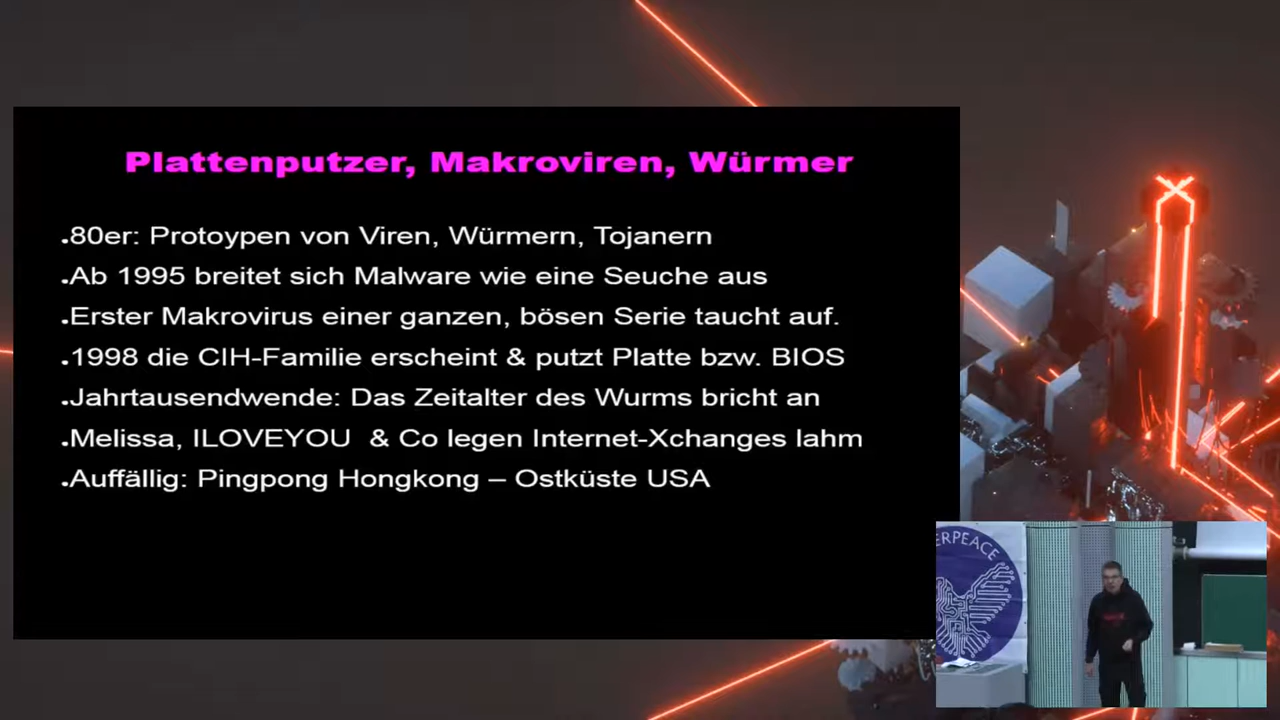 Plattenputzer, Makroviren, Würmer
.80er: Protoypen von Viren, Würmern, Tojanern
.Ab 1995 breitet sich Malware wie eine Seuche aus
.Erster Makrovirus einer ganzen, bösen Serie taucht auf.
.1998 die CIH-Familie erscheint & putzt Platte bzw. BIOS
.Jahrtausendwende: Das Zeitalter des Wurms bricht an
.Melissa, ILOVEYOU & Co legen Internet-Xchanges lahm
.Auffällig: Pingpong Hongkong – Ostküste USA
ERPEACE